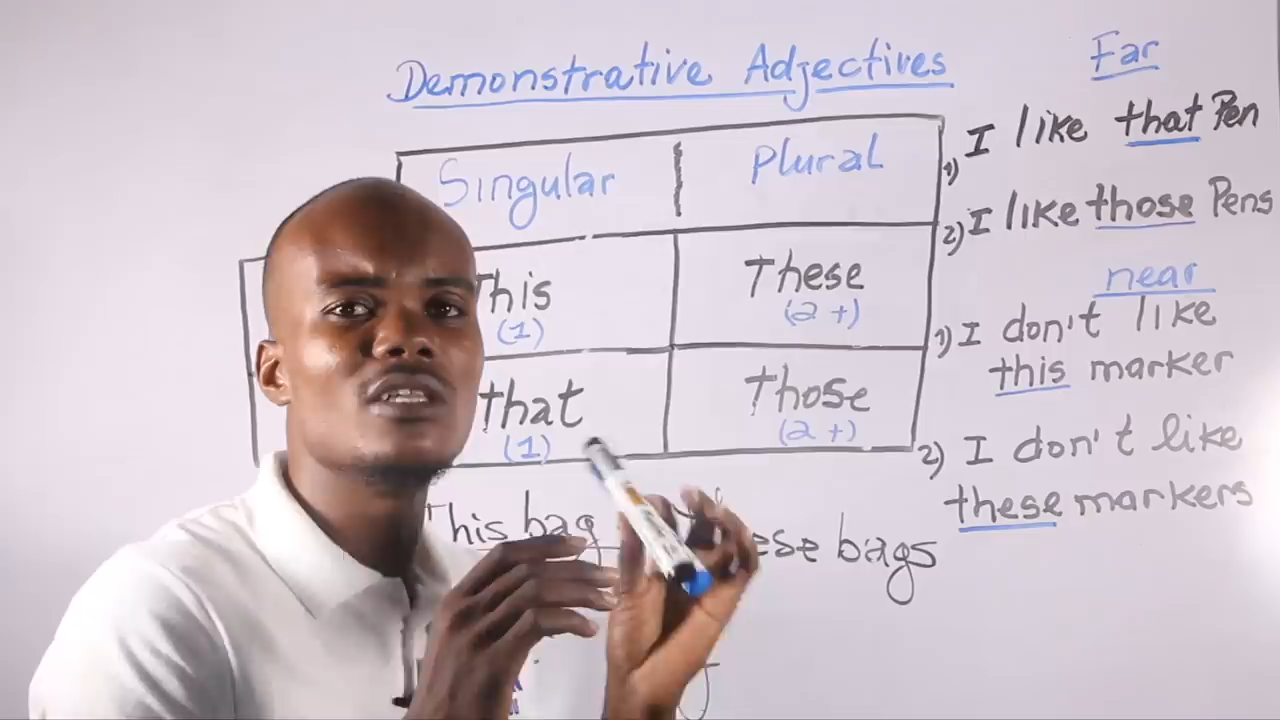 Demonstrative Adjectives
Singular Plural
This These
(1) (2 +)
that Those
(1) (2 +)
This bag bags
Far
1) I like that Pen
2) I like those Pens
near
1) I don't like
this marker
2) I don't like
these markers